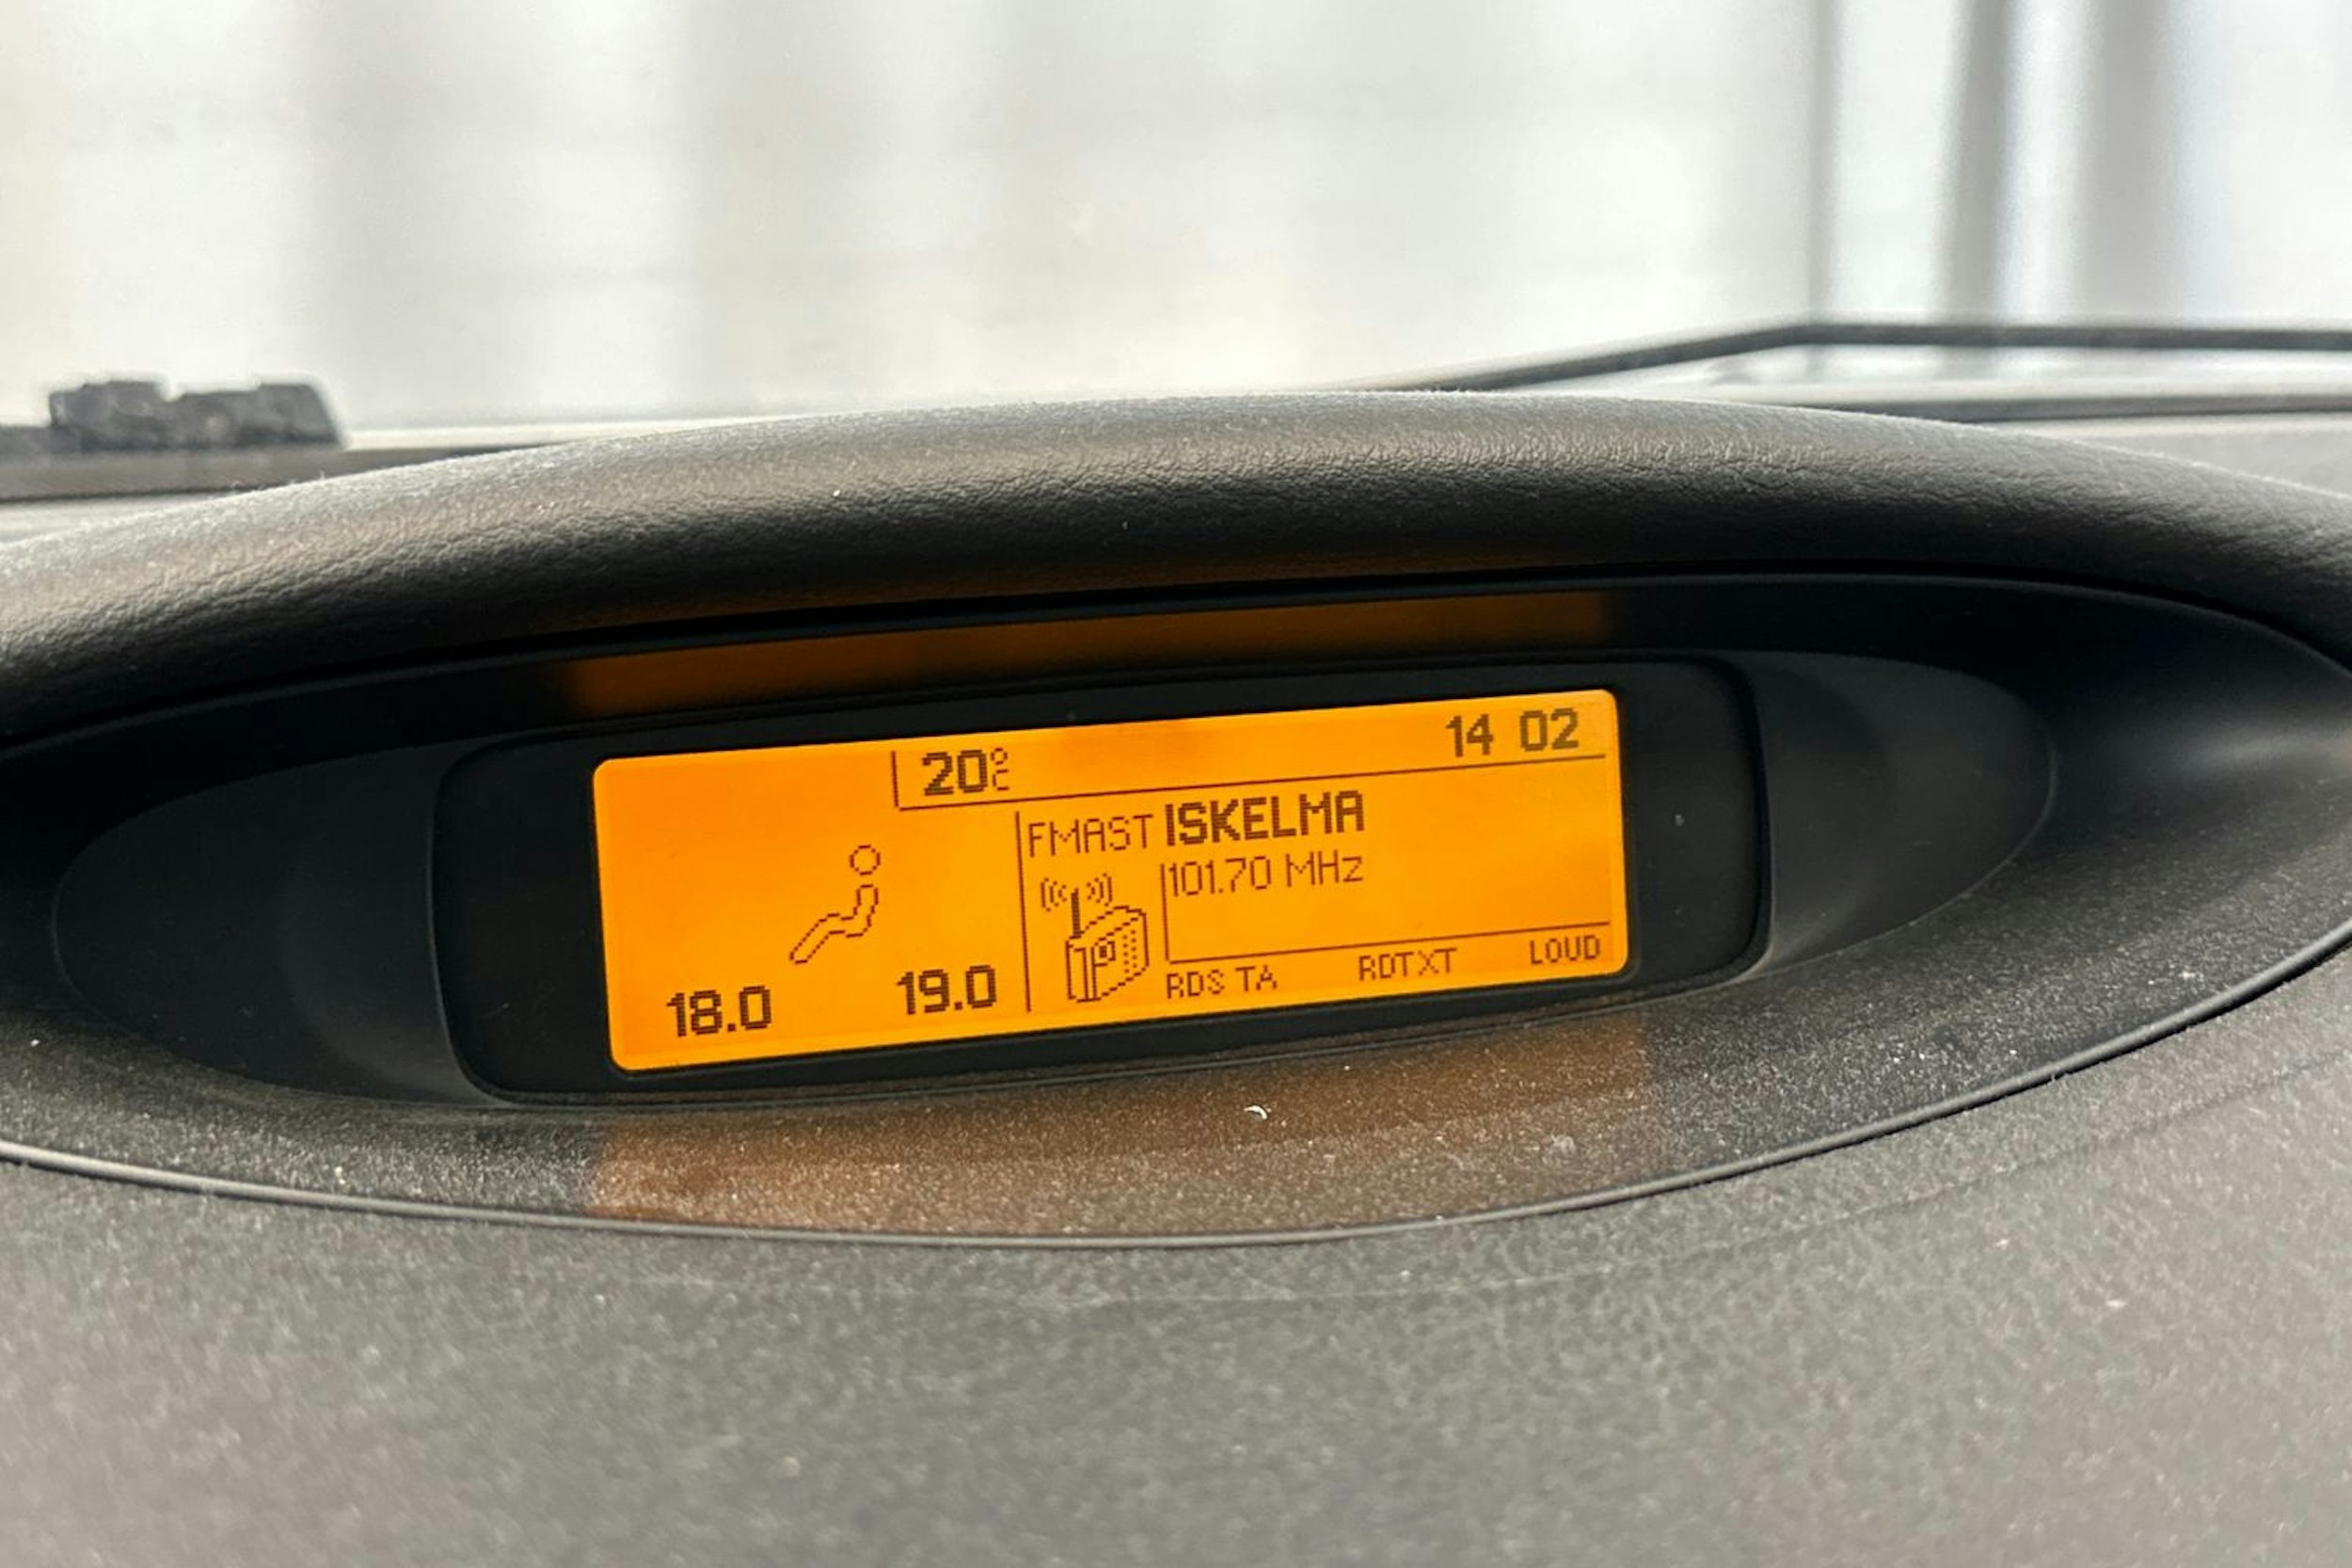 20°C 14 02
FMAST ISKELMA
101.70 MHz
18.0 19.0
RDS TA RDTXT LOUD